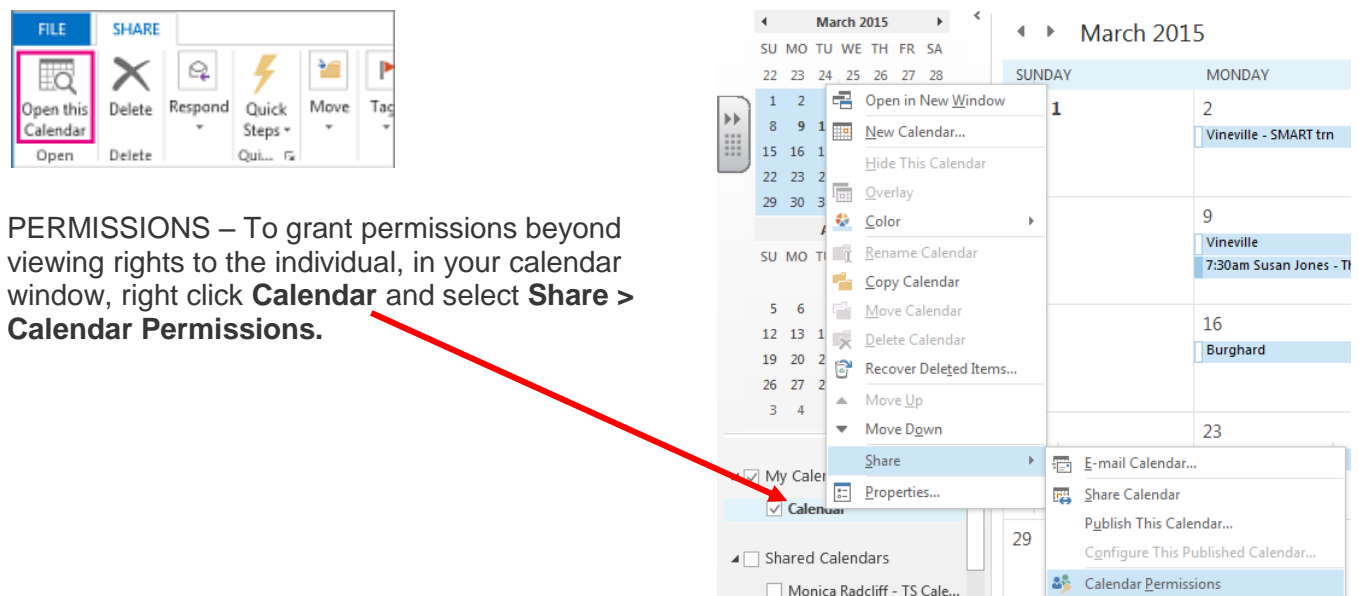 FILE SHARE
Open this Calendar
Delete
Respond
Quick Steps
Move
Open Delete Qui...
PERMISSIONS – To grant permissions beyond
viewing rights to the individual, in your calendar
window, right click Calendar and select Share >
Calendar Permissions.
March 2015
SU MO TU WE TH FR SA
22 23 24 25 26 27 28
1 2
8 9
15 16
22 23
29 30
SU MO
5 6
12 13
19 20
26 27
3 4
My
Calendar
Shared Calendars
Monica Radcliff - TS Cale...
Open in New Window
New Calendar...
Hide This Calendar
Overlay
Color
Rename Calendar
Copy Calendar
Move Calendar
Delete Calendar
Recover Deleted Items...
Move Up
Move Down
Share
Properties...
E-mail Calendar...
Share Calendar
Publish This Calendar...
Configure This Published Calendar...
Calendar Permissions
March 2015
SUNDAY MONDAY
1 2
Vineville - SMART trn
9
Vineville
7:30am Susan Jones -
16
Burghard
23
29